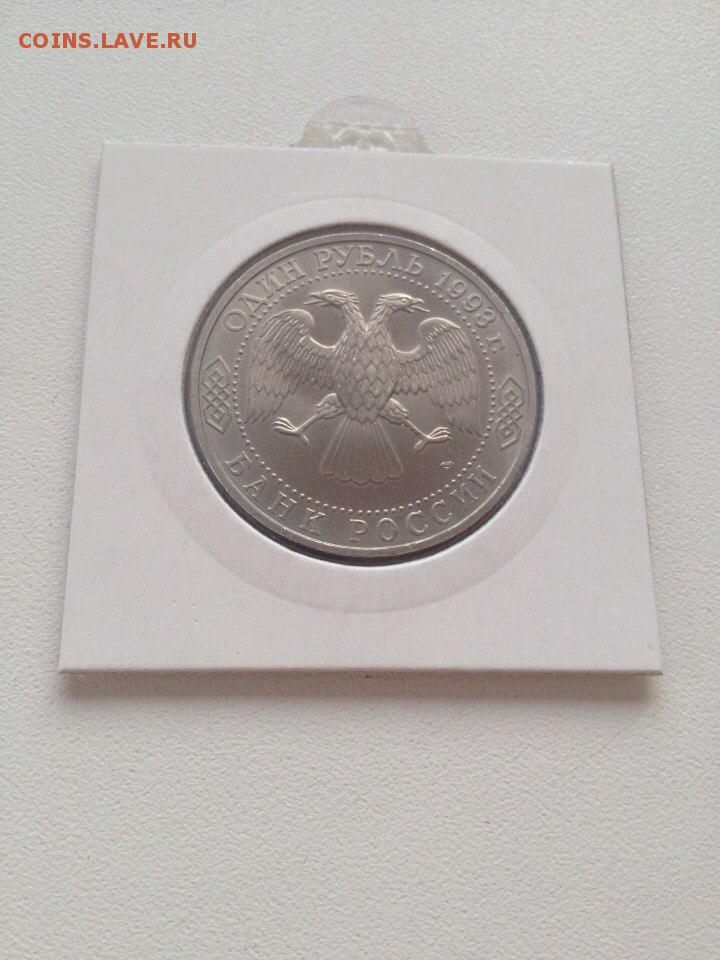 COINS.LAVE.RU
ОДИН РУБЛЬ 1993 г.
БАНК РОССИИ